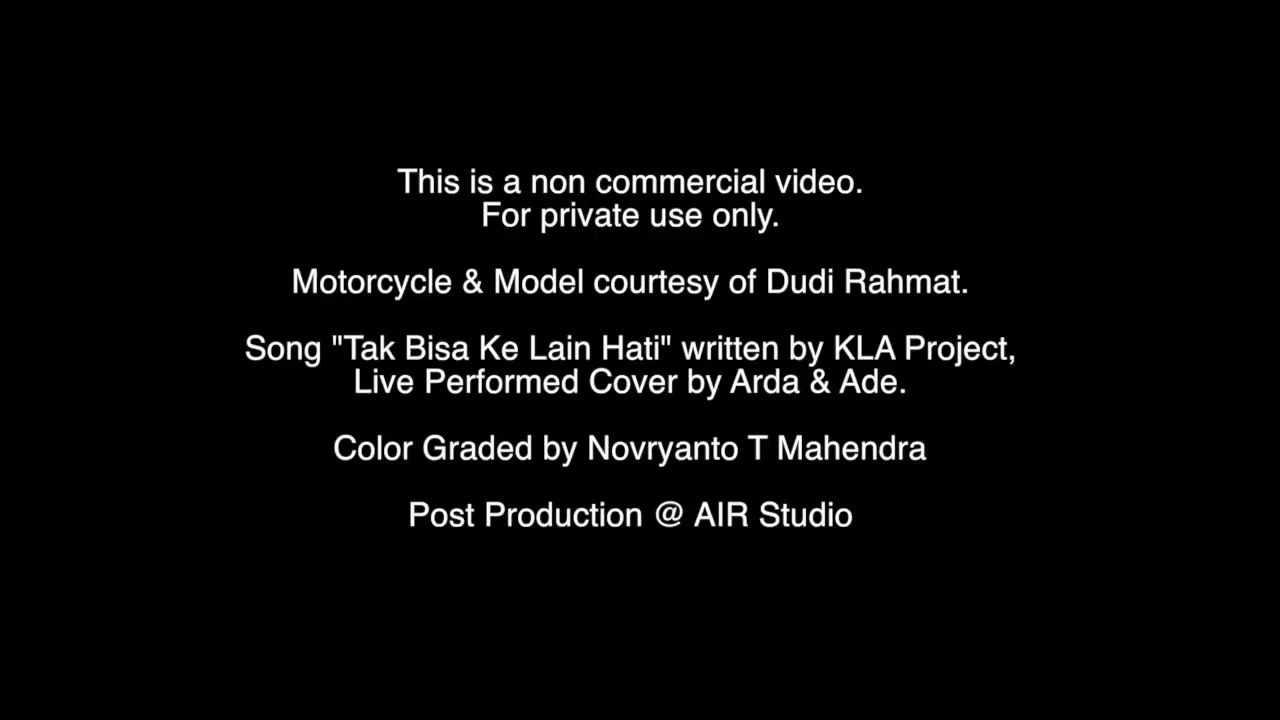 This is a non commercial video.
For private use only.
Motorcycle & Model courtesy of Dudi Rahmat.
Song "Tak Bisa Ke Lain Hati" written by KLA Project,
Live Performed Cover by Arda & Ade.
Color Graded by Novryanto T Mahendra
Post Production @ AIR Studio